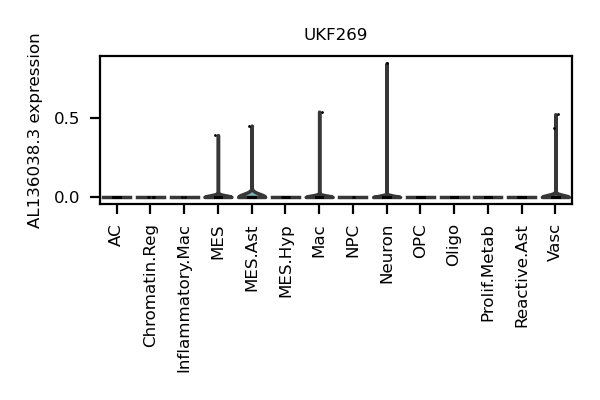 UKF269
AL136038.3 expression
0.5
0.0
AC
Chromatin.Reg
Inflammatory.Mac
MES
MES.Ast
MES.Hyp
Mac
NPC
Neuron
OPC
Oligo
Prolif.Metab
Reactive.Ast
Vasc